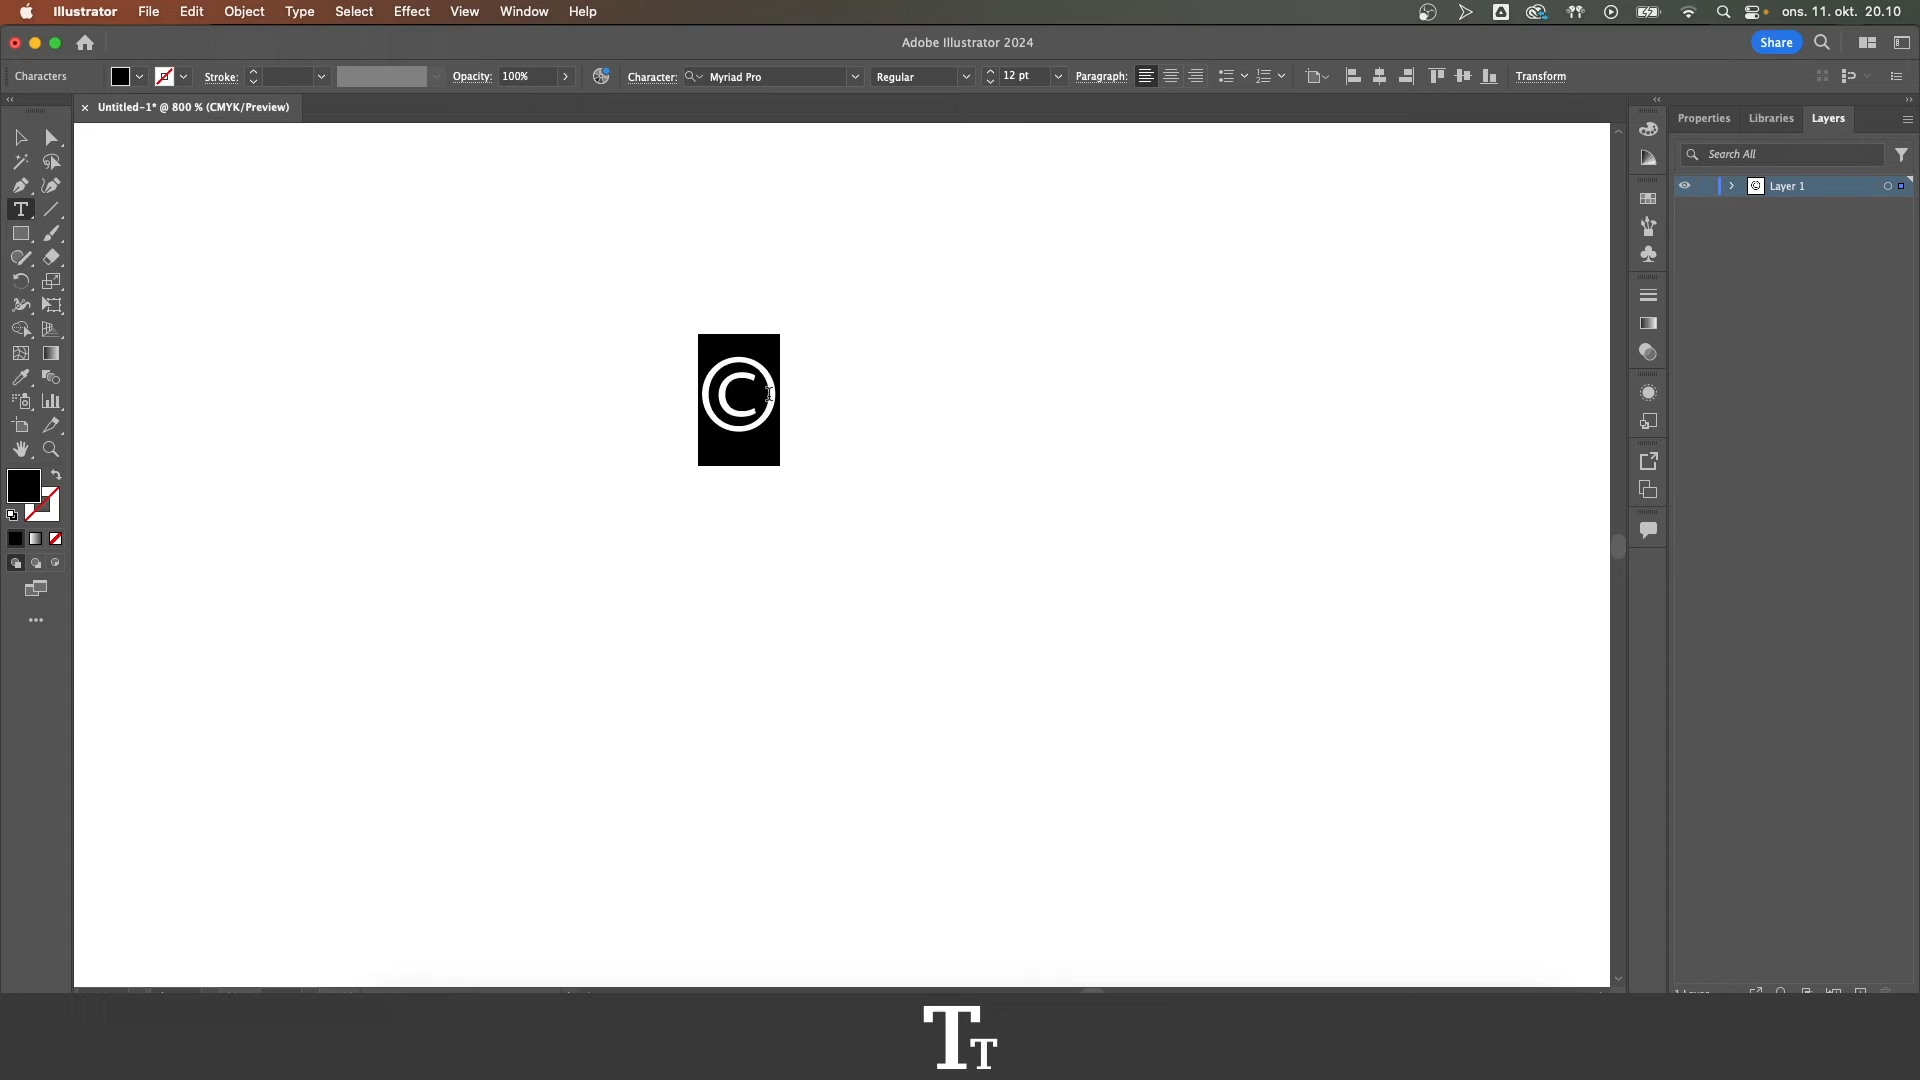 Illustrator File Edit Object Type Select Effect View Window Help ons. 11. okt. 20.10
Adobe Illustrator 2024 Share
Characters Stroke: Opacity: 100% Character: Myriad Pro Regular 12 pt Paragraph: Transform
Untitled-1* @ 800 % (CMYK/Preview)
Properties Libraries Layers
Search All
Layer 1
©
Tт